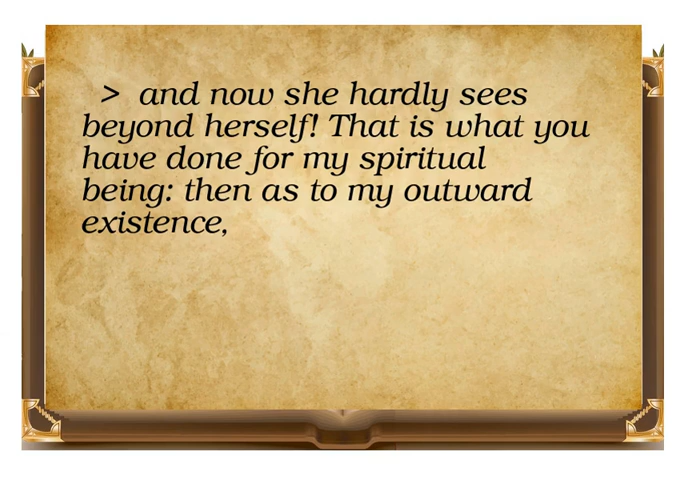 > and now she hardly sees
beyond herself! That is what you
have done for my spiritual
being: then as to my outward
existence,